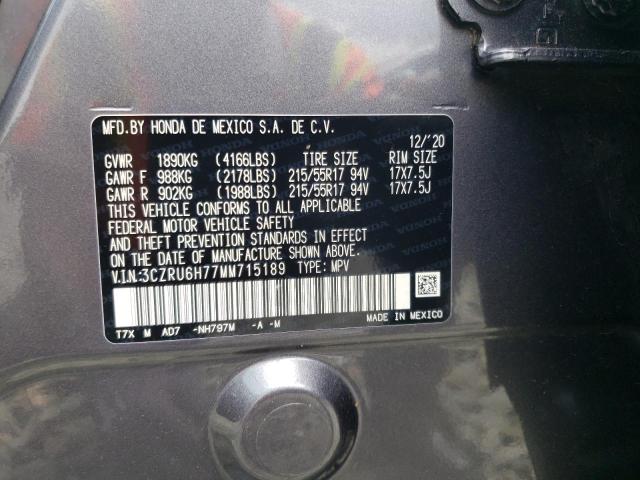 MFD.BY HONDA DE MEXICO S.A. DE C.V.
12/'20
GVWR 1890KG (4166LBS) TIRE SIZE RIM SIZE
GAWR F 988KG (2178LBS) 215/55R17 94V 17X7.5J
GAWR R 902KG (1988LBS) 215/55R17 94V 17X7.5J
THIS VEHICLE CONFORMS TO ALL APPLICABLE
FEDERAL MOTOR VEHICLE SAFETY
AND THEFT PREVENTION STANDARDS IN EFFECT
ON THE DATE OF MANUFACTURE SHOWN ABOVE.
V.I.N:3CZRU6H77MM715189 TYPE: MPV
T7X M AD7 -NH797M -A -M
MADE IN MEXICO